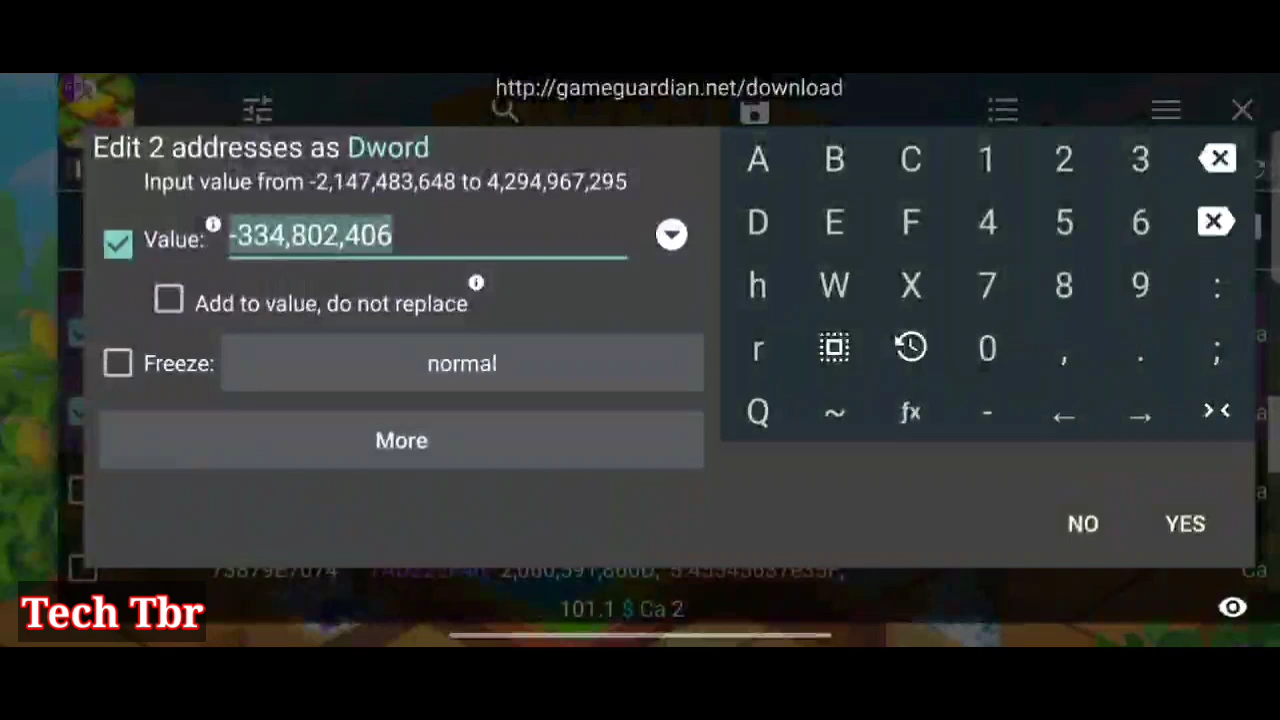 http://gameguardian.net/download
Edit 2 addresses as Dword
Input value from -2,147,483,648 to 4,294,967,295
Value: -334,802,406
Add to value, do not replace
Freeze: normal
More
A B C 1 2 3
D E F 4 5 6
h W X 7 8 9 :
r 0 , . ;
Q ~ ƒx - ← → ><
NO YES
Ca
101.1 $ Ca 2
Tech Tbr